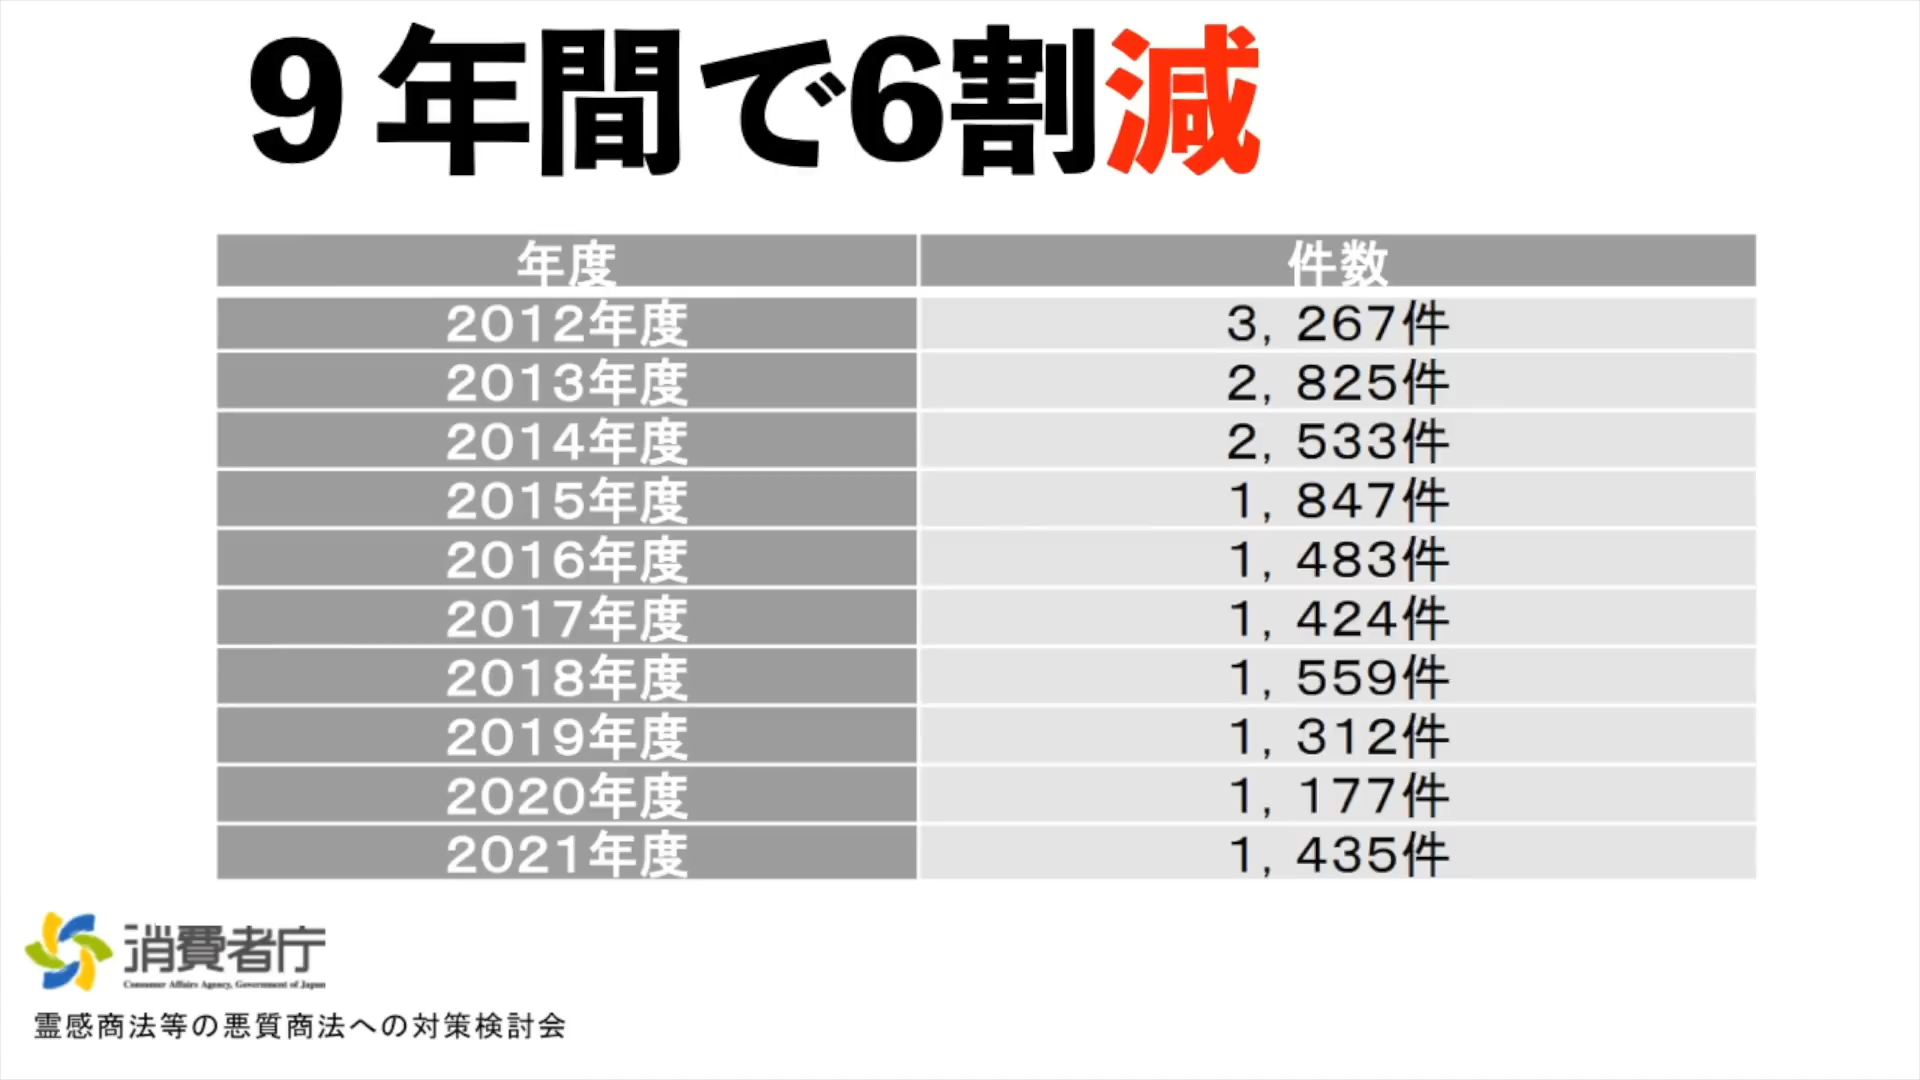 ９年間で6割減
年度 件数
２０１２年度 ３，２６７件
２０１３年度 ２，８２５件
２０１４年度 ２，５３３件
２０１５年度 １，８４７件
２０１６年度 １，４８３件
２０１７年度 １，４２４件
２０１８年度 １，５５９件
２０１９年度 １，３１２件
２０２０年度 １，１７７件
２０２１年度 １，４３５件
消費者庁
Consumer Affairs Agency, Government of Japan
霊感商法等の悪質商法への対策検討会